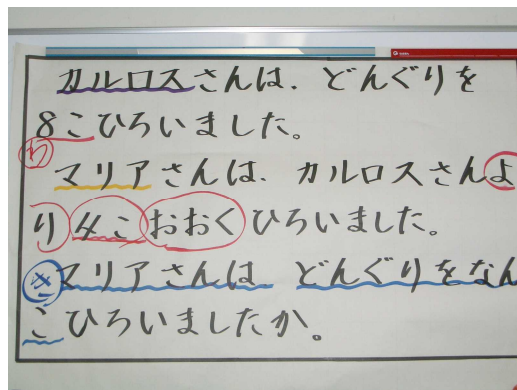 カルロスさんは、どんぐりを
8こひろいました。
わ
マリアさんは、カルロスさんよ
り4こおおくひろいました。
き
マリアさんは どんぐりをなん
こひろいましたか。